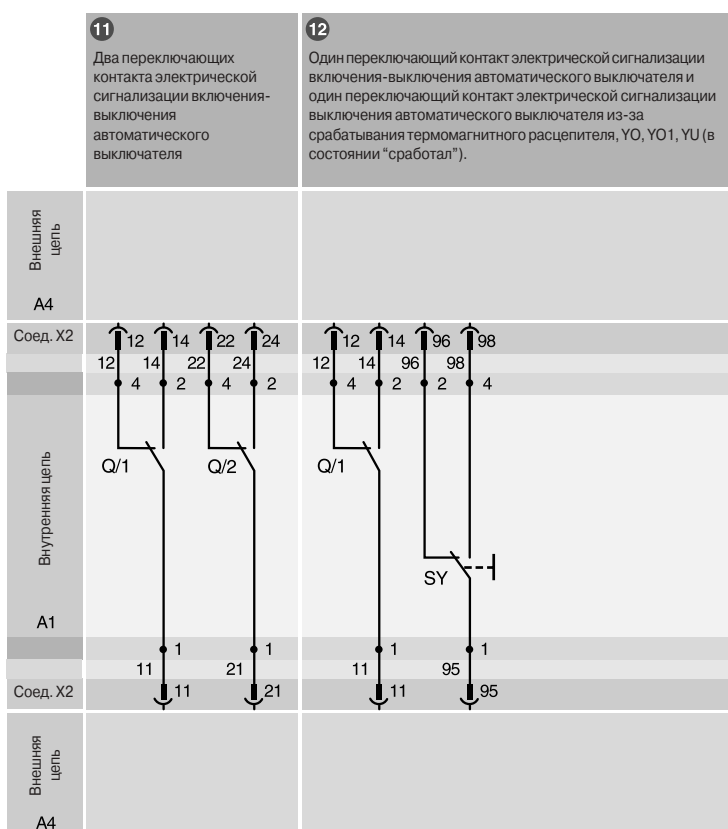 11
Два переключающих
контакта электрической
сигнализации включения-
выключения
автоматического
выключателя
12
Один переключающий контакт электрической сигнализации
включения-выключения автоматического выключателя и
один переключающий контакт электрической сигнализации
выключения автоматического выключателя из-за
срабатывания термомагнитного расцепителя, YO, YO1, YU (в
состоянии “сработал”).
Внешняя
цепь
A4
Соед. X2 12 14 22 24 12 14 96 98
12 14 22 24 12 14 96 98
4 2 4 2 4 2 2 4
Q/1 Q/2 Q/1
Внутренняя цепь
SY
A1
1 1 1 1
11 21 11 95
Соед. X2 11 21 11 95
Внешняя
цепь
A4